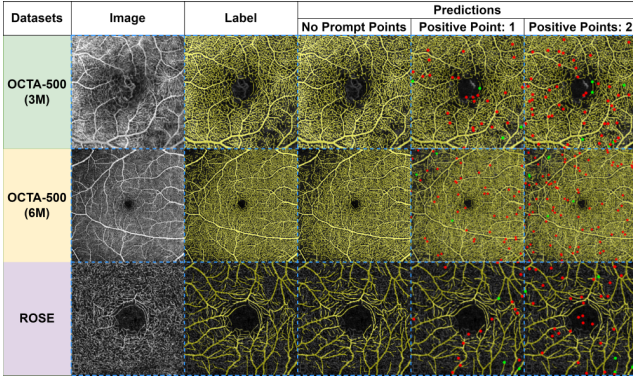 Datasets Image Label Predictions
No Prompt Points Positive Point: 1 Positive Points: 2
OCTA-500
(3M)
OCTA-500
(6M)
ROSE